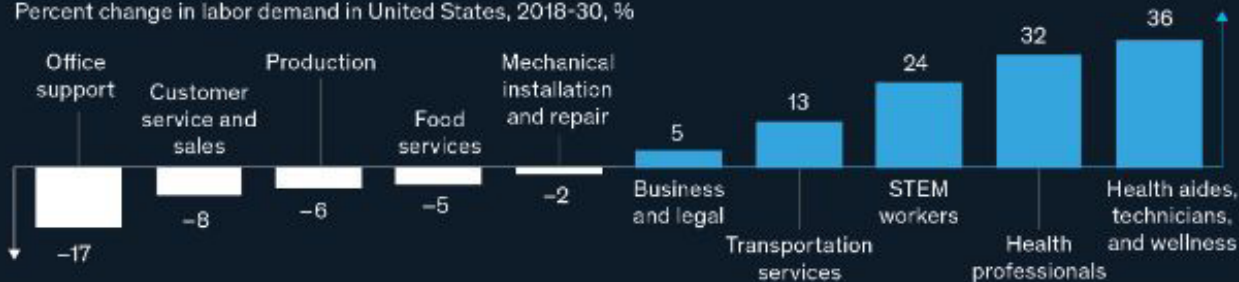 Percent change in labor demand in United States, 2018-30, %
Office
support
–17
Customer
service and
sales
–8
Production
–6
Food
services
–5
Mechanical
installation
and repair
–2
5
Business
and legal
13
Transportation
services
24
STEM
workers
32
Health
professionals
36
Health aides,
technicians,
and wellness